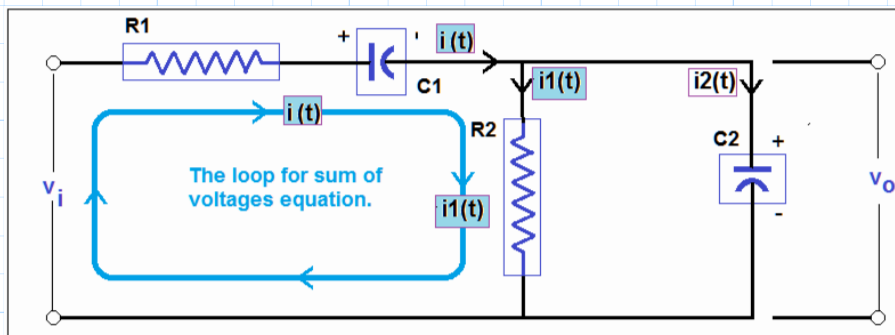 R1
+
'
i (t)
C1
i1(t)
i2(t)
i (t)
R2
C2
+
The loop for sum of
voltages equation.
vi
vo
i1(t)
-